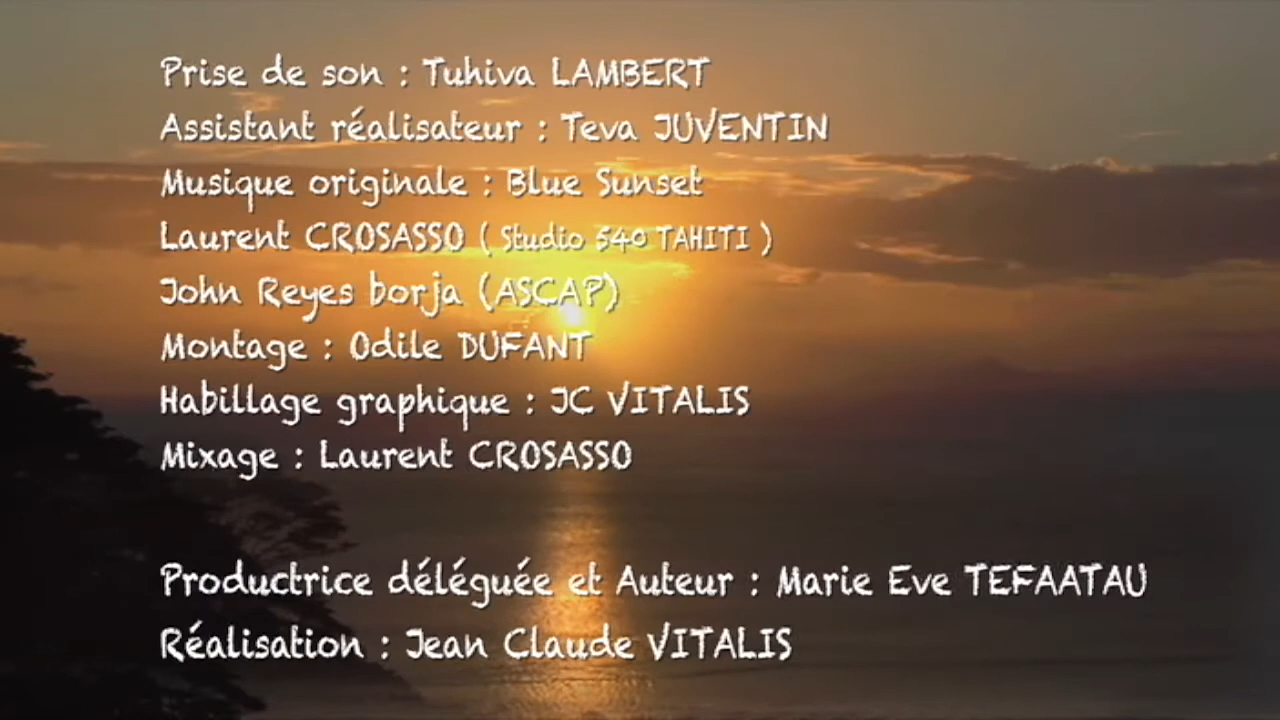 Prise de son : Tuhiva LAMBERT
Assistant réalisateur : Teva JUVENTIN
Musique originale : Blue Sunset
Laurent CROSASSO ( Studio 540 TAHITI )
John Reyes borja (ASCAP)
Montage : Odile DUFANT
Habillage graphique : JC VITALIS
Mixage : Laurent CROSASSO
Productrice déléguée et Auteur : Marie Eve TEFAATAU
Réalisation : Jean Claude VITALIS